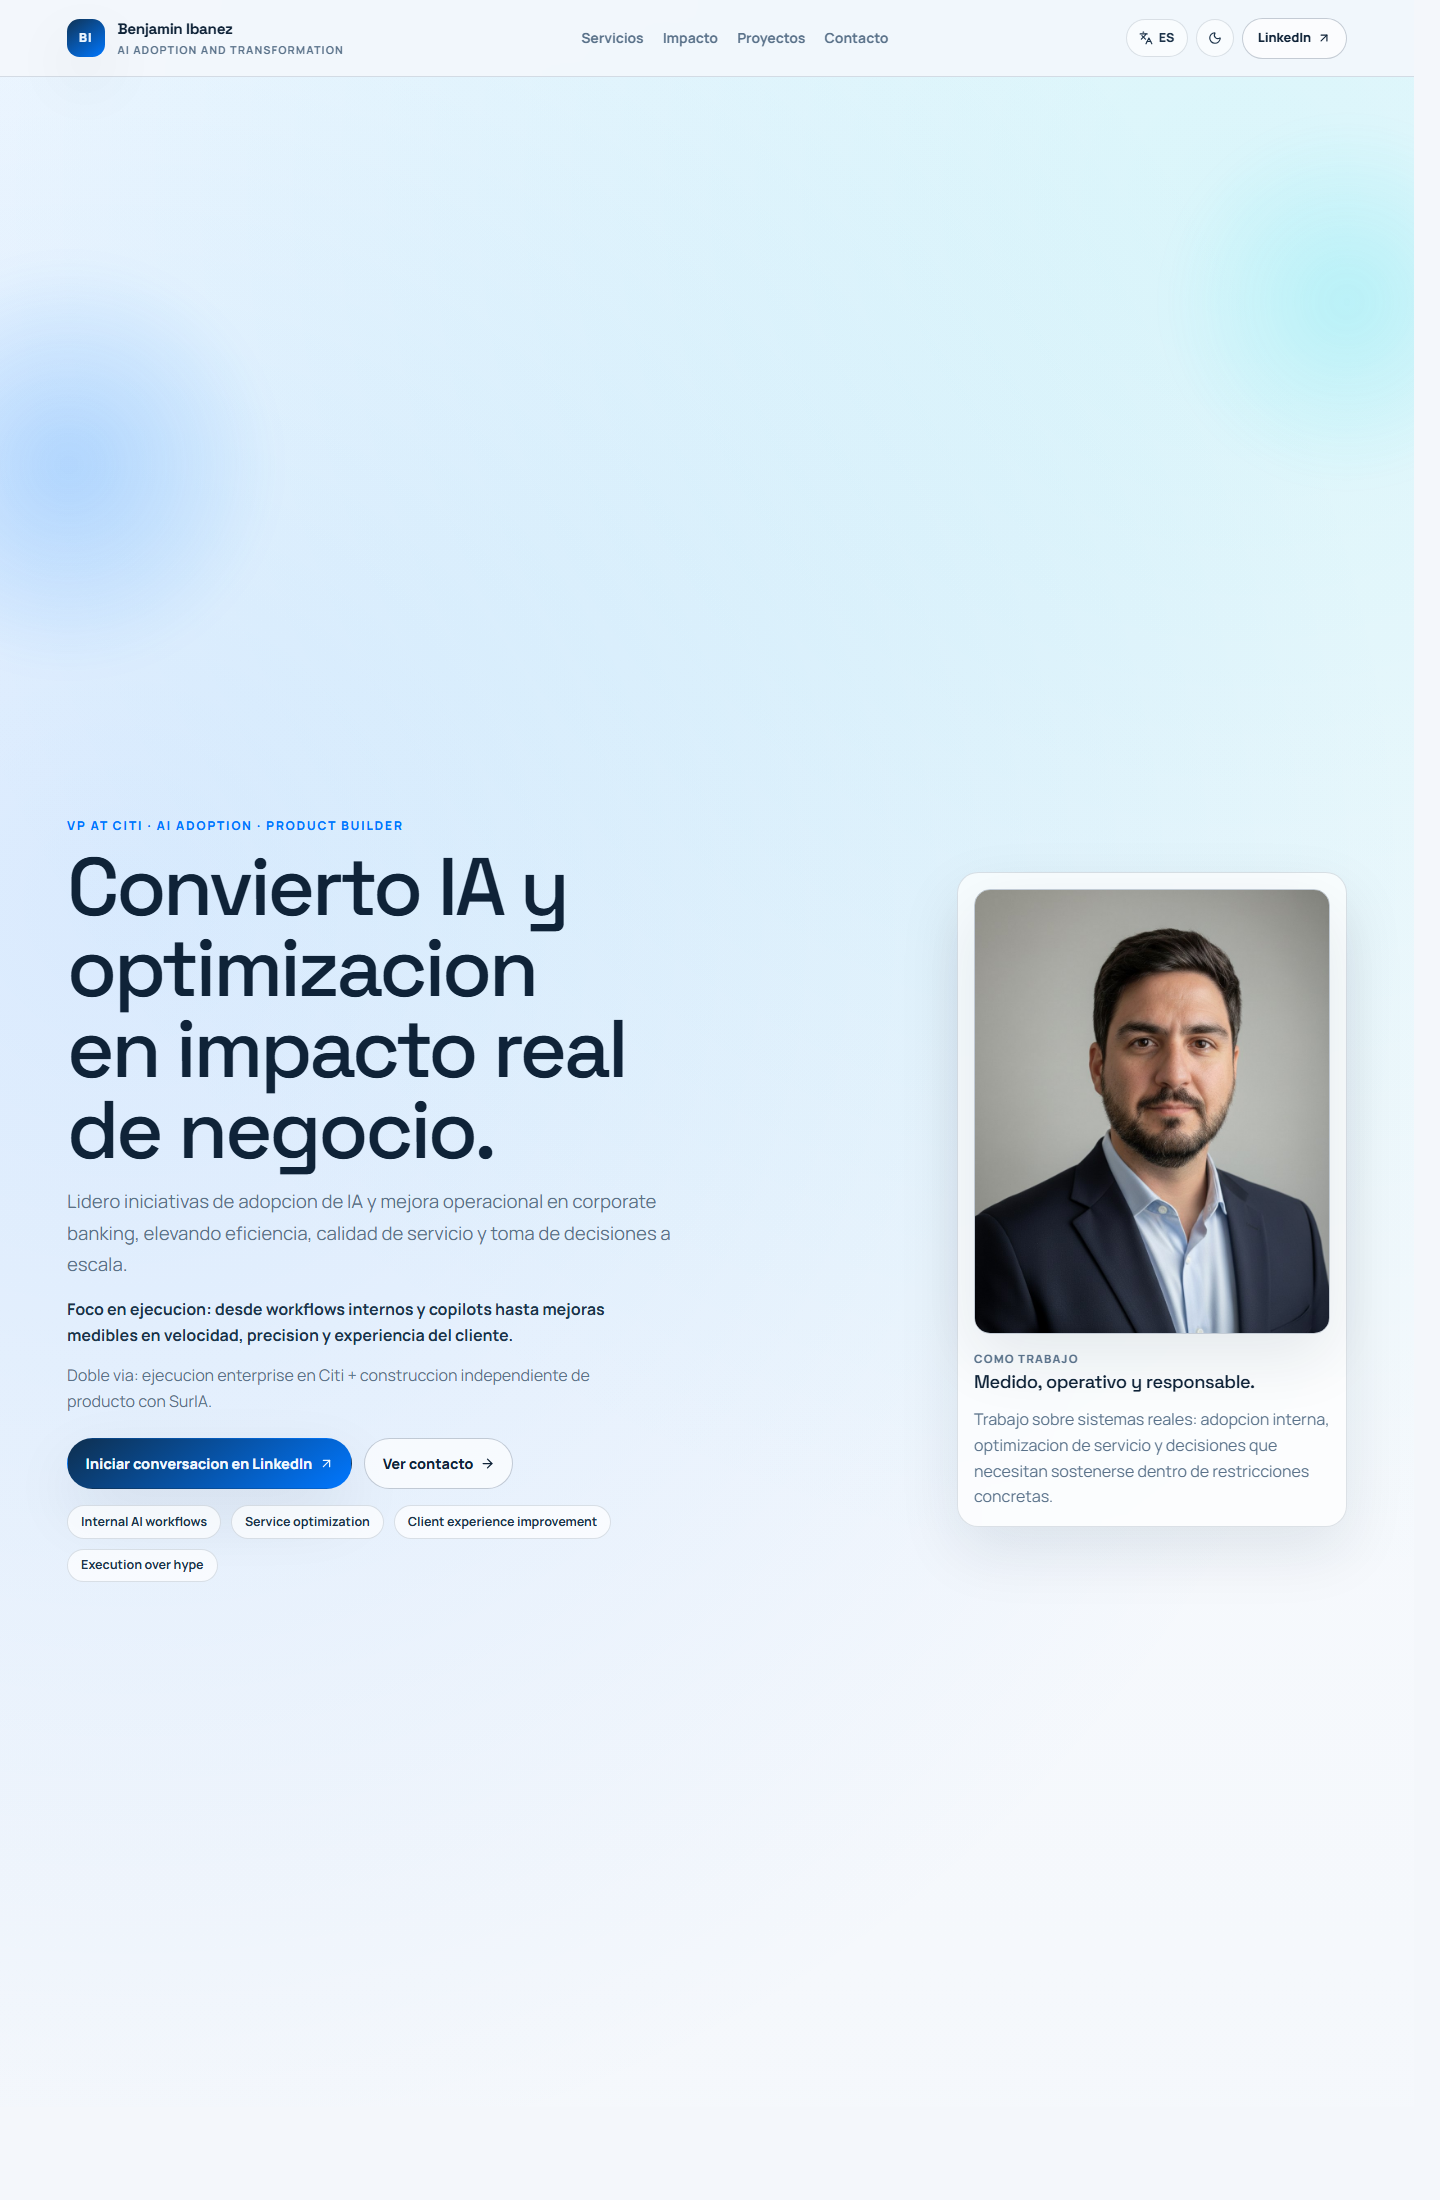 BI
Benjamin Ibanez
AI ADOPTION AND TRANSFORMATION
Servicios Impacto Proyectos Contacto
ES
LinkedIn
VP AT CITI · AI ADOPTION · PRODUCT BUILDER
Convierto IA y
optimizacion
en impacto real
de negocio.
Lidero iniciativas de adopcion de IA y mejora operacional en corporate
banking, elevando eficiencia, calidad de servicio y toma de decisiones a
escala.
Foco en ejecucion: desde workflows internos y copilots hasta mejoras
medibles en velocidad, precision y experiencia del cliente.
Doble via: ejecucion enterprise en Citi + construccion independiente de
producto con SurIA.
Iniciar conversacion en LinkedIn
Ver contacto
Internal AI workflows
Service optimization
Client experience improvement
Execution over hype
COMO TRABAJO
Medido, operativo y responsable.
Trabajo sobre sistemas reales: adopcion interna,
optimizacion de servicio y decisiones que
necesitan sostenerse dentro de restricciones
concretas.